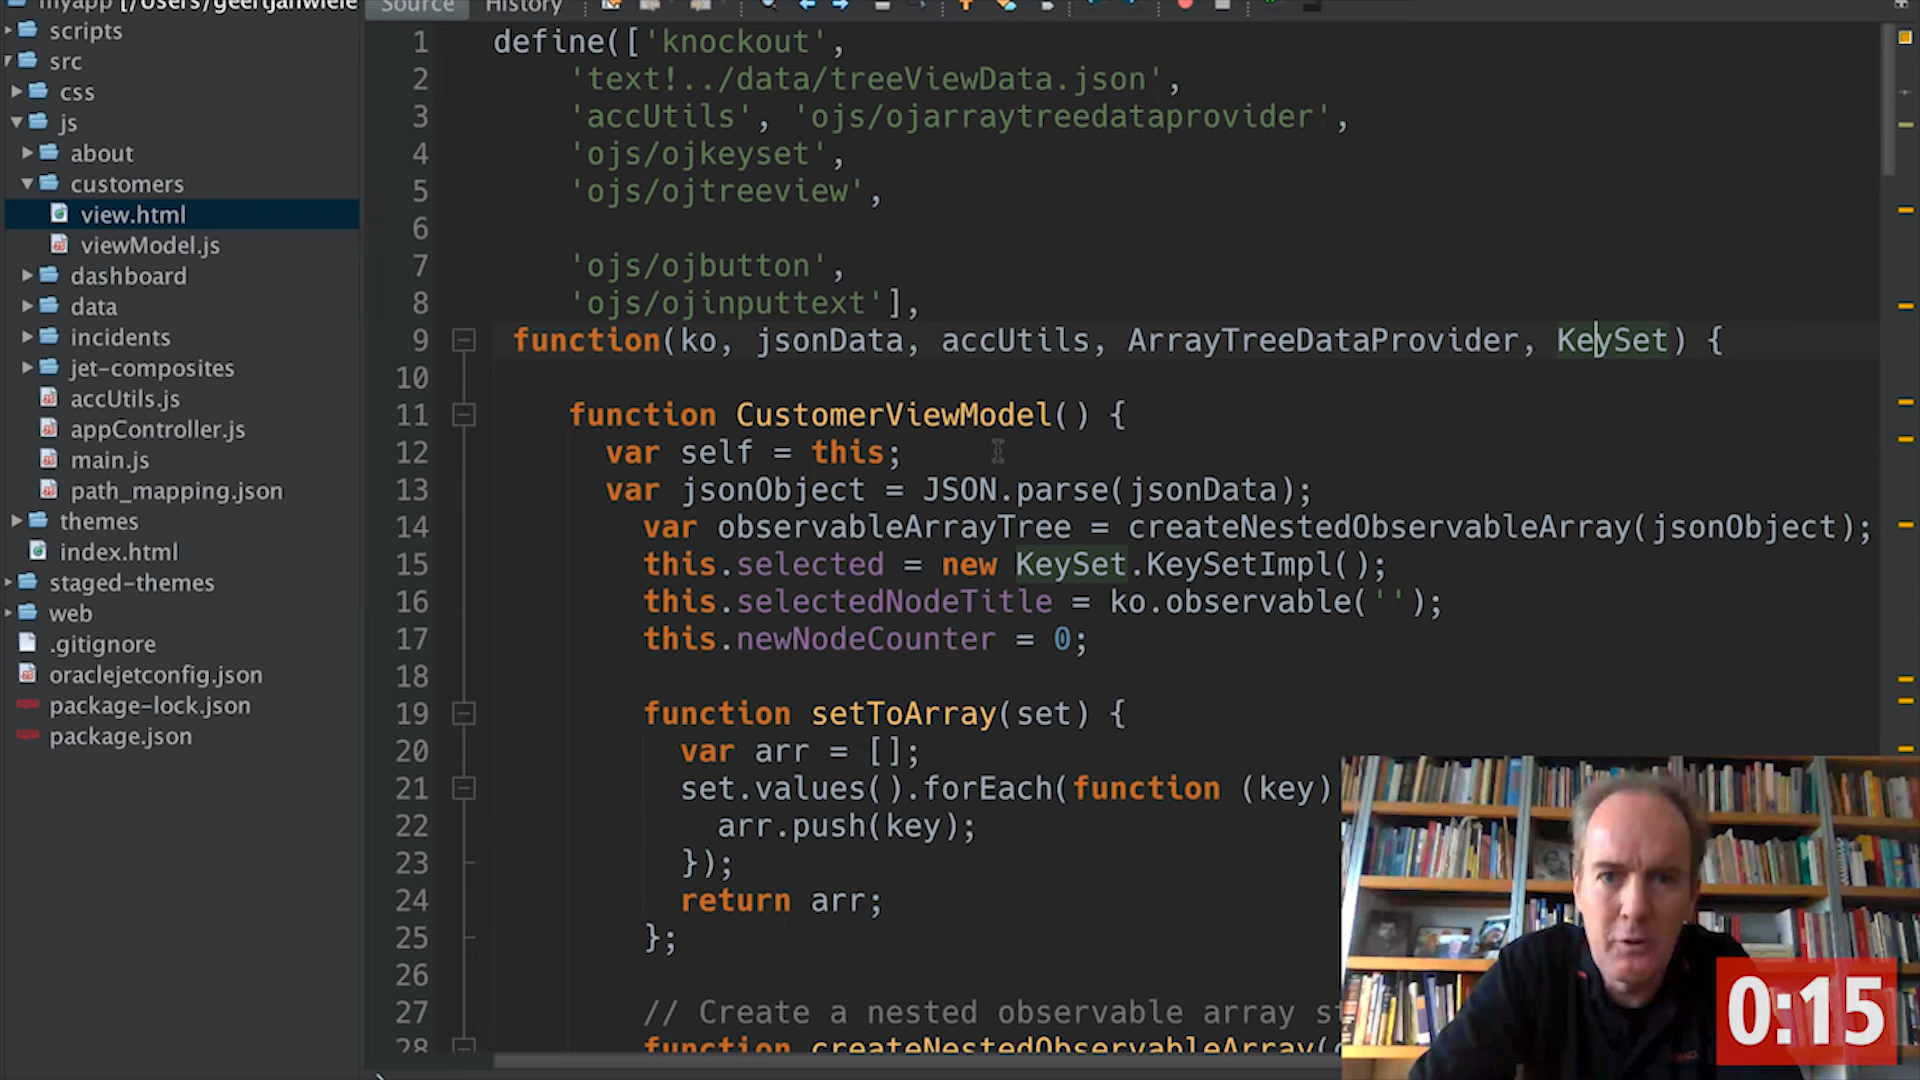 myapp [/Users/geertjanwiele
scripts
src
css
js
about
customers
view.html
viewModel.js
dashboard
data
incidents
jet-composites
accUtils.js
appController.js
main.js
path_mapping.json
themes
index.html
staged-themes
web
.gitignore
oraclejetconfig.json
package-lock.json
package.json
Source History
1 define(['knockout',
2 'text!../data/treeViewData.json',
3 'accUtils', 'ojs/ojarraytreedataprovider',
4 'ojs/ojkeyset',
5 'ojs/ojtreeview',
6
7 'ojs/ojbutton',
8 'ojs/ojinputtext'],
9 function(ko, jsonData, accUtils, ArrayTreeDataProvider, KeySet) {
10
11 function CustomerViewModel() {
12 var self = this;
13 var jsonObject = JSON.parse(jsonData);
14 var observableArrayTree = createNestedObservableArray(jsonObject);
15 this.selected = new KeySet.KeySetImpl();
16 this.selectedNodeTitle = ko.observable('');
17 this.newNodeCounter = 0;
18
19 function setToArray(set) {
20 var arr = [];
21 set.values().forEach(function (key)
22 arr.push(key);
23 });
24 return arr;
25 };
26
27 // Create a nested observable array s
28 function createNestedObservableArray(
0:15